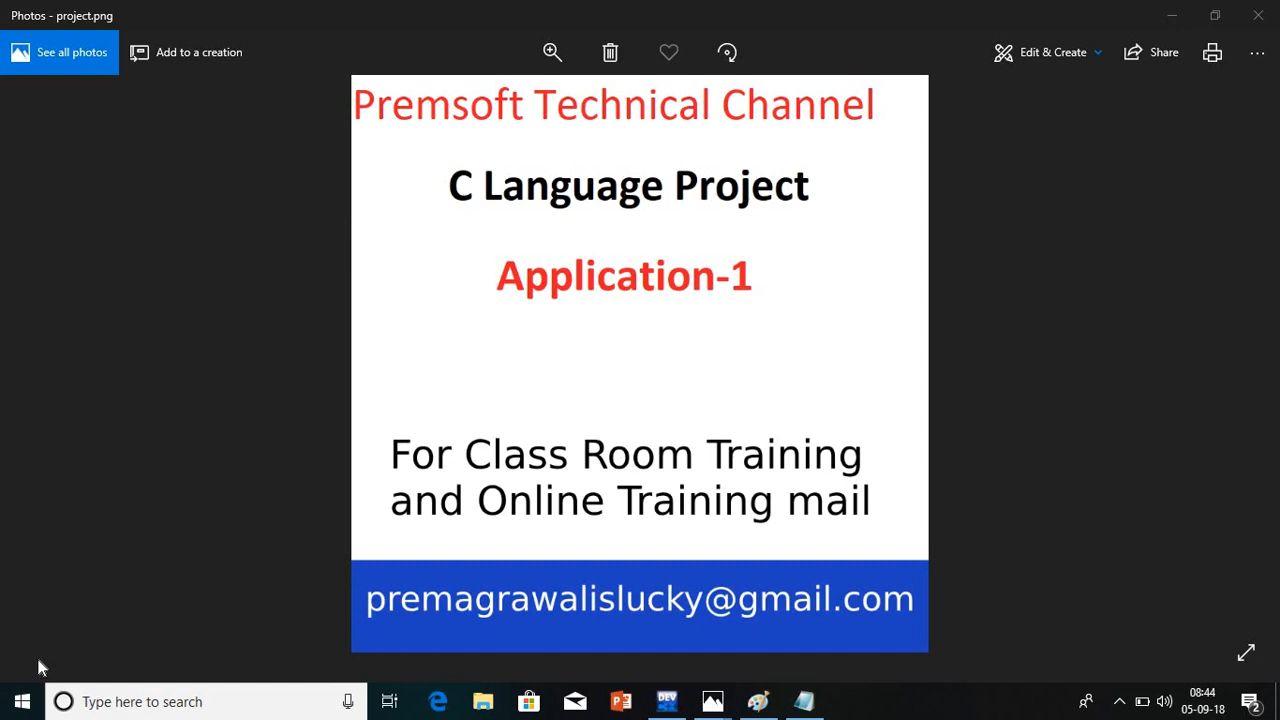 Photos - project.png
See all photos
Add to a creation
Edit & Create
Share
Premsoft Technical Channel
C Language Project
Application-1
For Class Room Training
and Online Training mail
premagrawalislucky@gmail.com
Type here to search
DEV
08:44
05-09-18
2